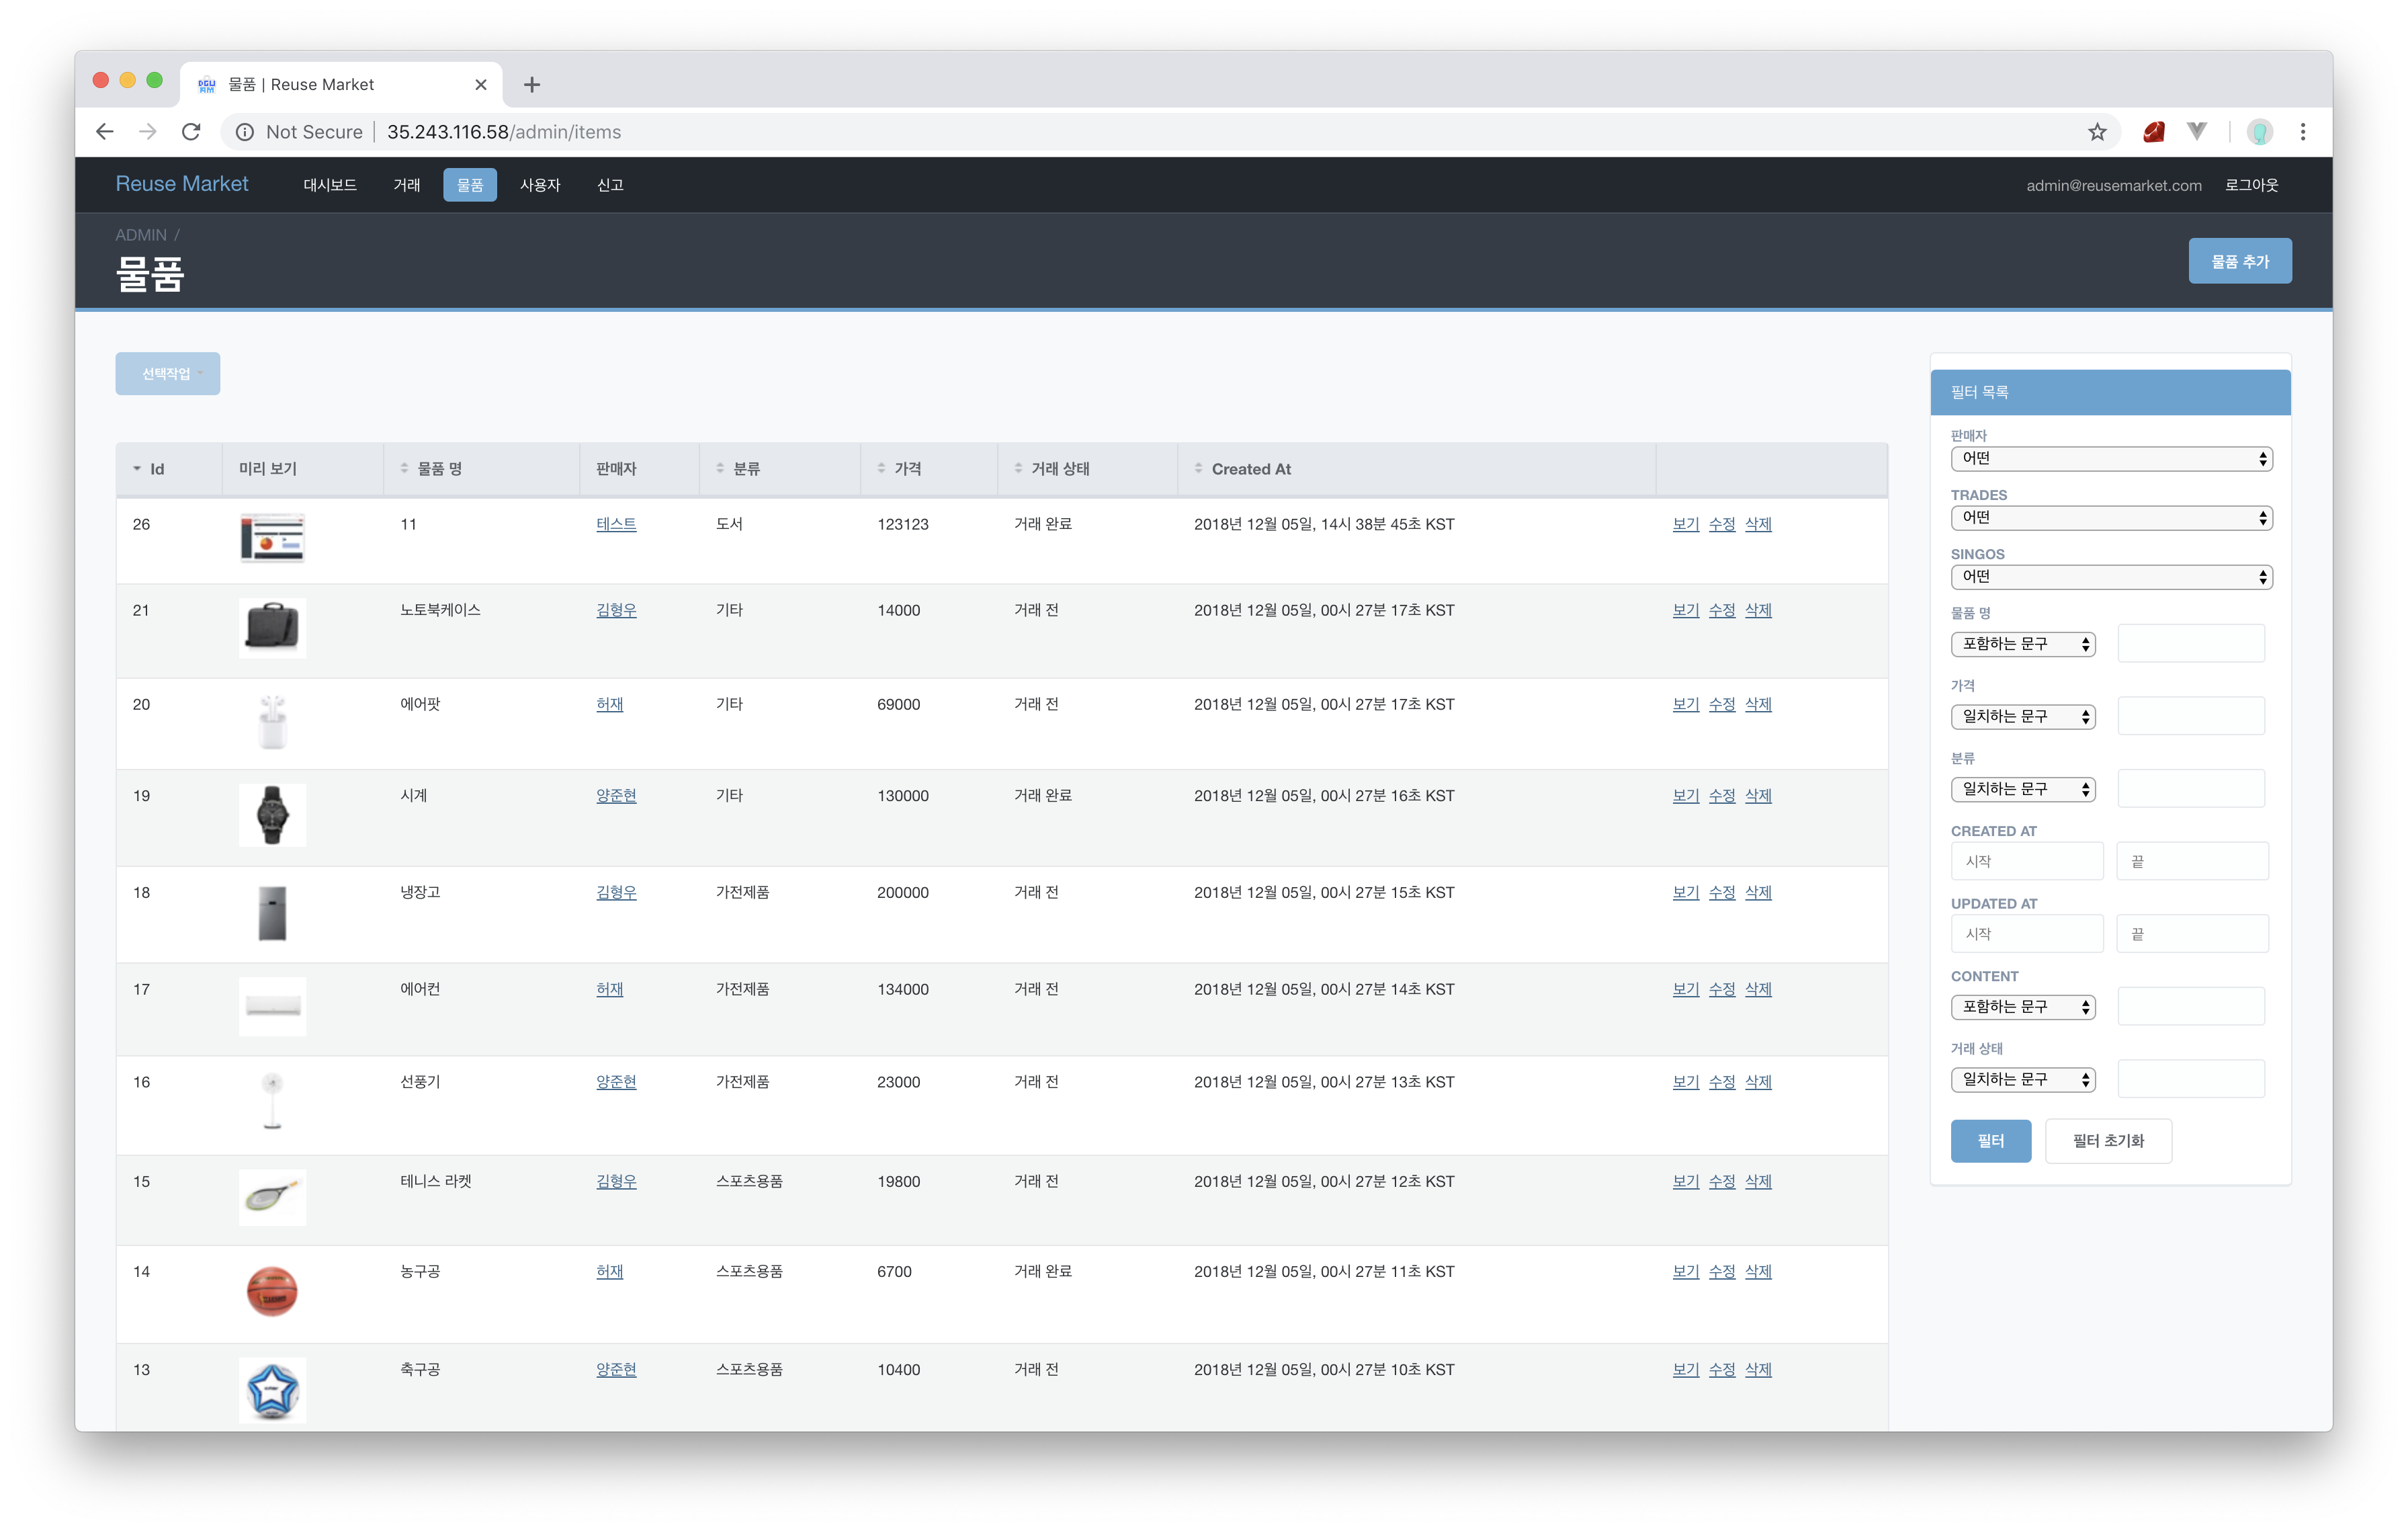 물품 | Reuse Market
Not Secure 35.243.116.58/admin/items
Reuse Market 대시보드 거래 물품 사용자 신고 admin@reusemarket.com 로그아웃
ADMIN /
물품
물품 추가
선택작업
Id 미리 보기 물품 명 판매자 분류 가격 거래 상태 Created At
26 11 테스트 도서 123123 거래 완료 2018년 12월 05일, 14시 38분 45초 KST 보기 수정 삭제
21 노토북케이스 김형우 기타 14000 거래 전 2018년 12월 05일, 00시 27분 17초 KST 보기 수정 삭제
20 에어팟 허재 기타 69000 거래 전 2018년 12월 05일, 00시 27분 17초 KST 보기 수정 삭제
19 시계 양준현 기타 130000 거래 완료 2018년 12월 05일, 00시 27분 16초 KST 보기 수정 삭제
18 냉장고 김형우 가전제품 200000 거래 전 2018년 12월 05일, 00시 27분 15초 KST 보기 수정 삭제
17 에어컨 허재 가전제품 134000 거래 전 2018년 12월 05일, 00시 27분 14초 KST 보기 수정 삭제
16 선풍기 양준현 가전제품 23000 거래 전 2018년 12월 05일, 00시 27분 13초 KST 보기 수정 삭제
15 테니스 라켓 김형우 스포츠용품 19800 거래 전 2018년 12월 05일, 00시 27분 12초 KST 보기 수정 삭제
14 농구공 허재 스포츠용품 6700 거래 완료 2018년 12월 05일, 00시 27분 11초 KST 보기 수정 삭제
13 축구공 양준현 스포츠용품 10400 거래 전 2018년 12월 05일, 00시 27분 10초 KST 보기 수정 삭제
필터 목록
판매자
어떤
TRADES
어떤
SINGOS
어떤
물품 명
포함하는 문구
가격
일치하는 문구
분류
일치하는 문구
CREATED AT
시작 끝
UPDATED AT
시작 끝
CONTENT
포함하는 문구
거래 상태
일치하는 문구
필터 필터 초기화